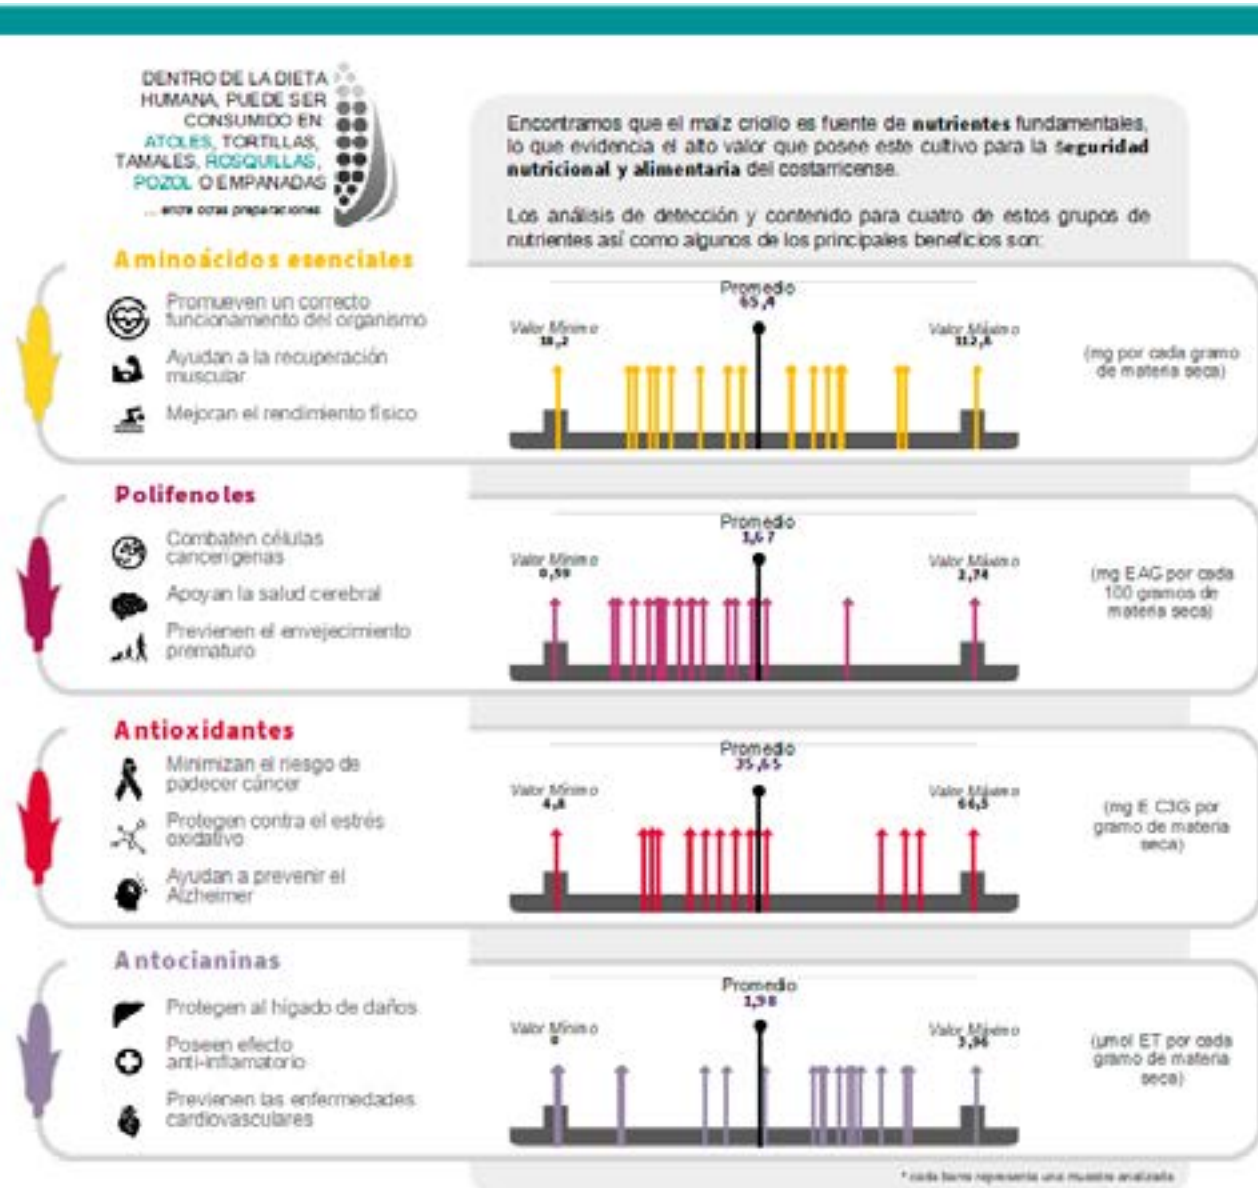 DENTRO DE LA DIETA
HUMANA, PUEDE SER
CONSUMIDO EN:
ATOLES, TORTILLAS,
TAMALES, ROSQUILLAS,
POZOL O EMPANADAS
... entre otras preparaciones
Encontramos que el maíz criollo es fuente de nutrientes fundamentales,
lo que evidencia el alto valor que posee este cultivo para la seguridad
nutricional y alimentaria del costarricense.
Los análisis de detección y contenido para cuatro de estos grupos de
nutrientes así como algunos de los principales beneficios son:
Aminoácidos esenciales
Promueven un correcto
funcionamiento del organismo
Ayudan a la recuperación
muscular
Mejoran el rendimiento físico
Valor Mínimo
18,2
Promedio
65,4
Valor Máximo
112,6
(mg por cada gramo
de materia seca)
Polifenoles
Combaten células
cancerígenas
Apoyan la salud cerebral
Previenen el envejecimiento
prematuro
Valor Mínimo
0,59
Promedio
1,67
Valor Máximo
2,74
(mg EAG por cada
100 gramos de
materia seca)
Antioxidantes
Minimizan el riesgo de
padecer cáncer
Protegen contra el estrés
oxidativo
Ayudan a prevenir el
Alzheimer
Valor Mínimo
4,8
Promedio
35,65
Valor Máximo
66,5
(mg E C3G por
gramo de materia
seca)
Antocianinas
Protegen al hígado de daños
Poseen efecto
anti-inflamatorio
Previenen las enfermedades
cardiovasculares
Valor Mínimo
0
Promedio
1,98
Valor Máximo
3,96
(µmol ET por cada
gramo de materia
seca)
* cada barra representa una muestra analizada